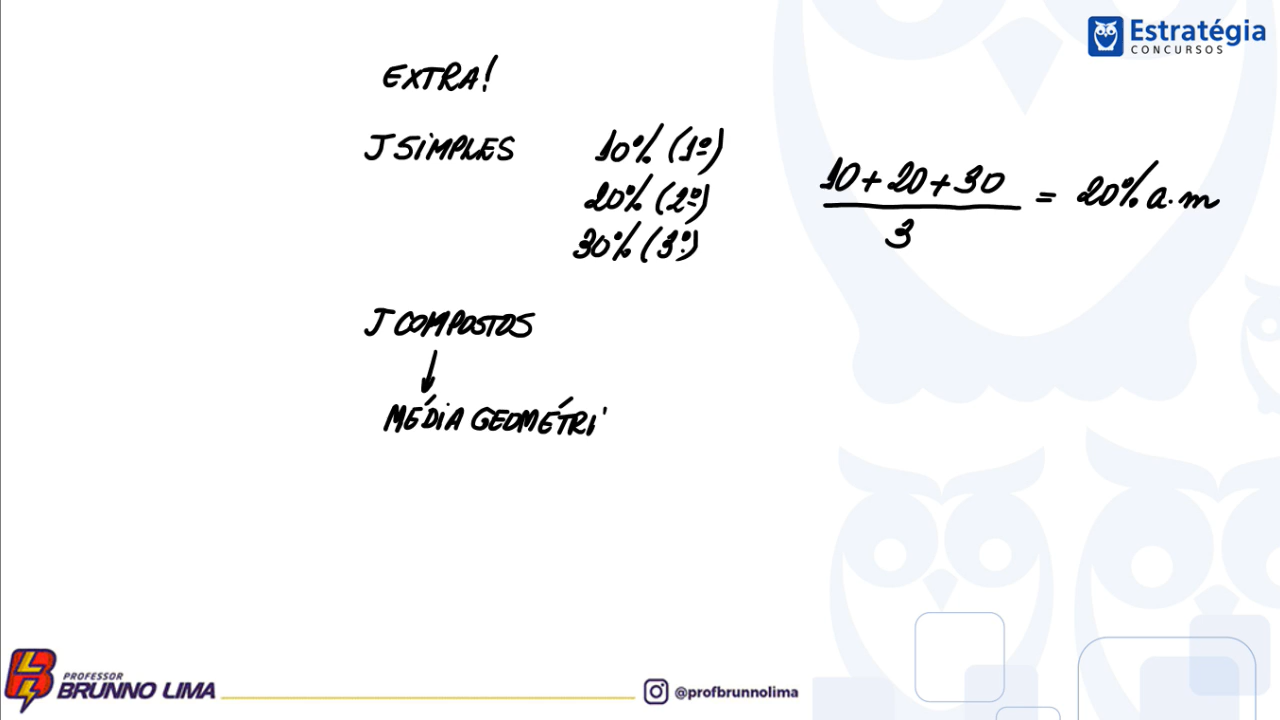 Estratégia
CONCURSOS
EXTRA!
J SIMPLES 10% (1º)
20% (2º)
30% (3º)
10+20+30
3
= 20% a.m
J COMPOSTOS
MÉDIA GEOMÉTRI
PROFESSOR
BRUNNO LIMA
@profbrunnolima